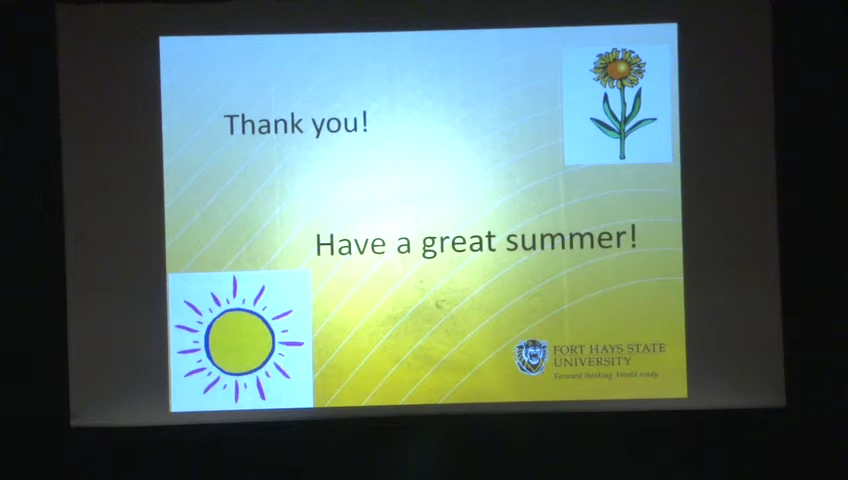 Thank you!
Have a great summer!
FORT HAYS STATE
UNIVERSITY
Forward thinking. World ready.